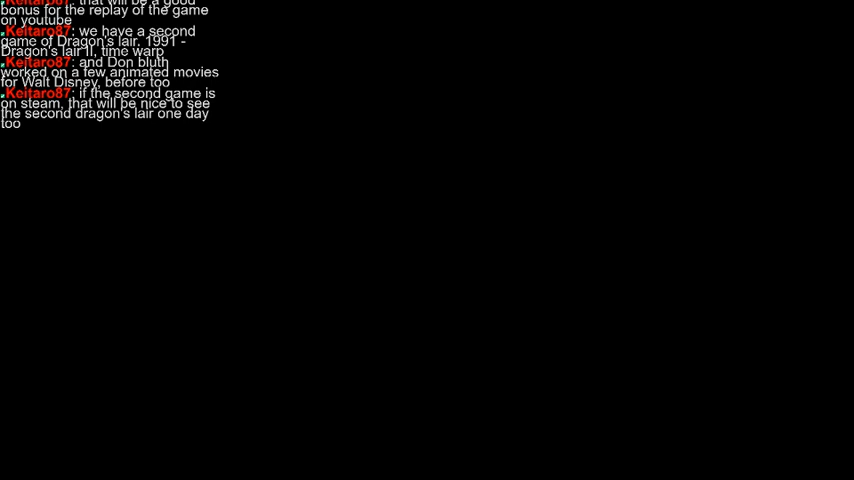 Keitaro87: that will be a good
bonus for the replay of the game
on youtube
Keitaro87: we have a second
game of Dragon's lair. 1991 -
Dragon's lair II, time warp
Keitaro87: and Don bluth
worked on a few animated movies
for Walt Disney, before too
Keitaro87: if the second game is
on steam, that will be nice to see
the second dragon's lair one day
too